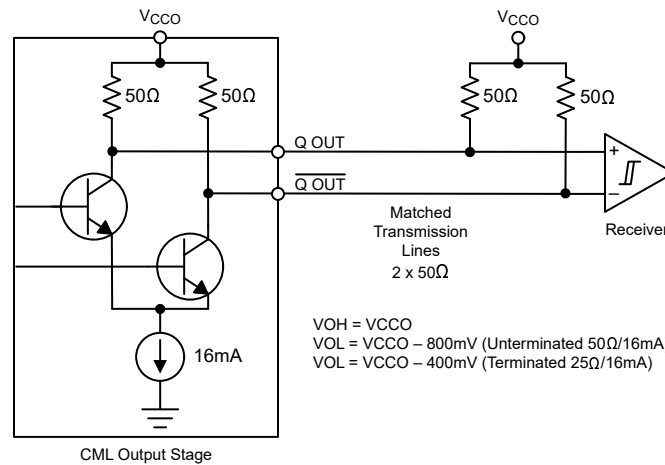 VCCO
VCCO
50Ω
50Ω
50Ω
50Ω
Q OUT
+
Q OUT
−
Matched
Transmission
Lines
2 x 50Ω
Receiver
16mA
VOH = VCCO
VOL = VCCO – 800mV (Unterminated 50Ω/16mA
VOL = VCCO – 400mV (Terminated 25Ω/16mA)
CML Output Stage